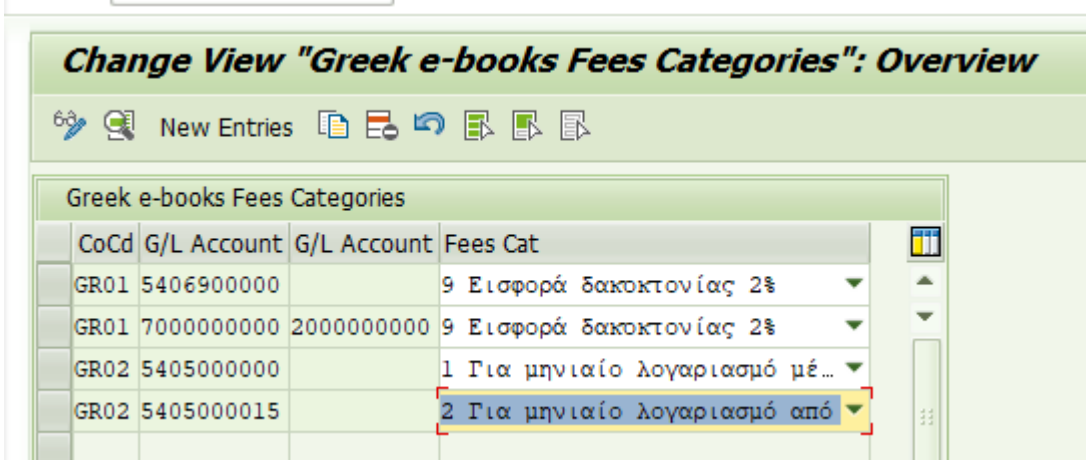 Change View "Greek e-books Fees Categories": Overview
New Entries
Greek e-books Fees Categories
CoCd G/L Account G/L Account Fees Cat
GR01 5406900000 9 Εισφορά δακοκτονίας 2%
GR01 7000000000 2000000000 9 Εισφορά δακοκτονίας 2%
GR02 5405000000 1 Για μηνιαίο λογαριασμό μέ…
GR02 5405000015 2 Για μηνιαίο λογαριασμό από